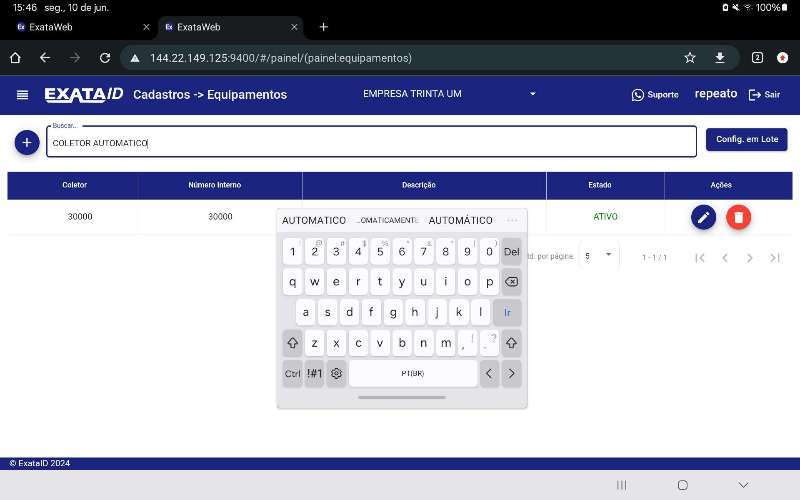 15:46 seg., 10 de jun. 100%
ExataWeb ExataWeb
144.22.149.125:9400/#/painel/(painel:equipamentos) 2
EXATA/D Cadastros -> Equipamentos EMPRESA TRINTA UM Suporte repeato Sair
Buscar...
COLETOR AUTOMATICO
Config. em Lote
Coletor Número Interno Descrição Estado Ações
30000 30000 ATIVO
td. por página: 5 1 - 1 / 1
AUTOMATICO ...OMATICAMENTE AUTOMÁTICO ...
1 2 3 4 5 6 7 8 9 0 Del
q w e r t y u i o p
a s d f g h j k l Ir
z x c v b n m , ! . ?
Ctrl !#1 PT(BR) < >
© ExataID 2024